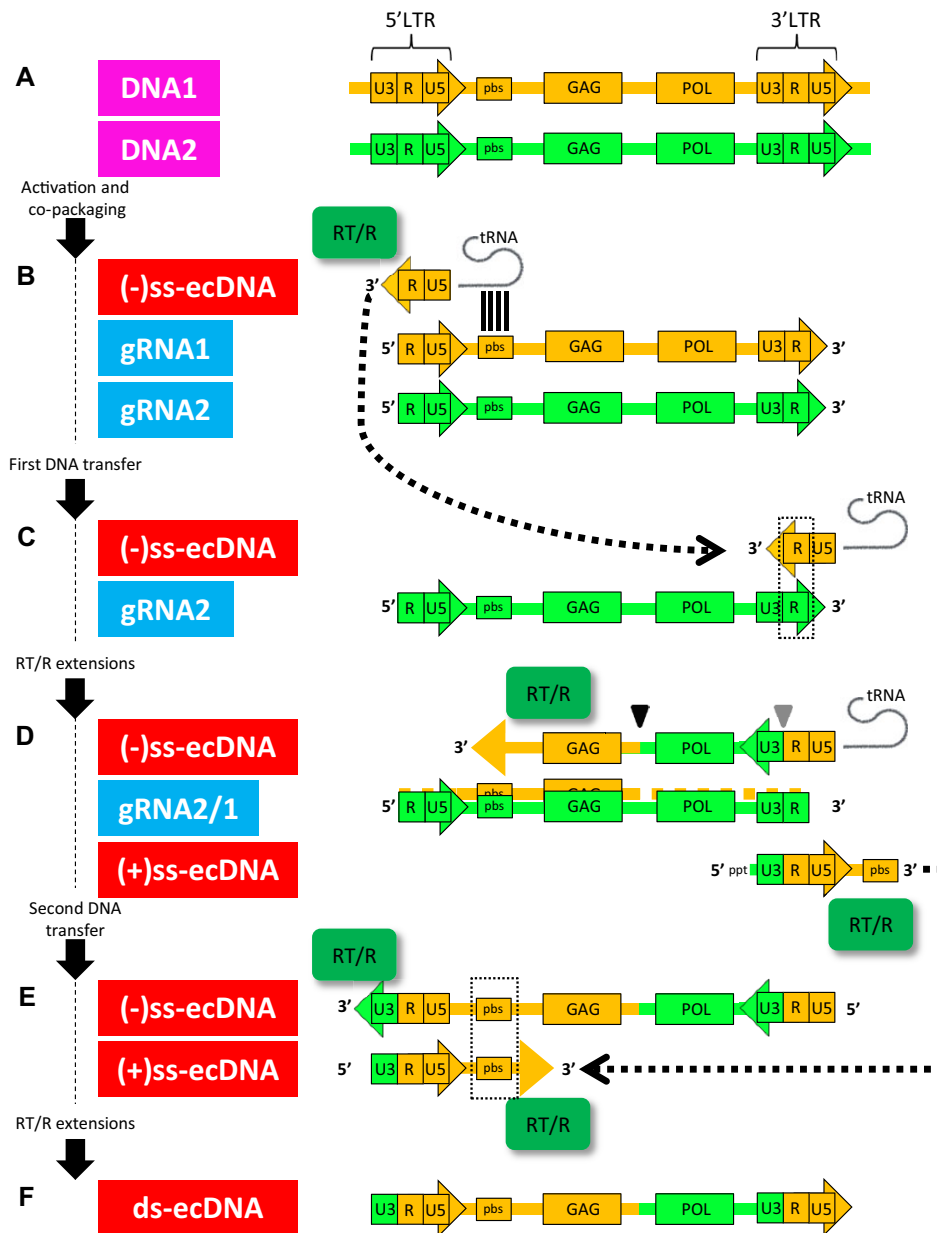 5’LTR 3’LTR
A
DNA1
U3 R U5 pbs GAG POL U3 R U5
DNA2
U3 R U5 pbs GAG POL U3 R U5
Activation and
co-packaging
RT/R
tRNA
B
(-)ss-ecDNA
3’ R U5
gRNA1
5’ R U5 pbs GAG POL U3 R 3’
gRNA2
5’ R U5 pbs GAG POL U3 R 3’
First DNA transfer
tRNA
C
(-)ss-ecDNA
3’ R U5
gRNA2
5’ R U5 pbs GAG POL U3 R 3’
RT/R extensions
RT/R
tRNA
D
(-)ss-ecDNA
3’ GAG POL U3 R U5
gRNA2/1
pbs GAG
5’ R U5 pbs GAG POL U3 R 3’
(+)ss-ecDNA
5’ ppt U3 R U5 pbs 3’
RT/R
Second DNA
transfer
RT/R
E
(-)ss-ecDNA
3’ U3 R U5 pbs GAG POL U3 R U5 5’
(+)ss-ecDNA
5’ U3 R U5 pbs 3’
RT/R
RT/R extensions
F
ds-ecDNA
U3 R U5 pbs GAG POL U3 R U5